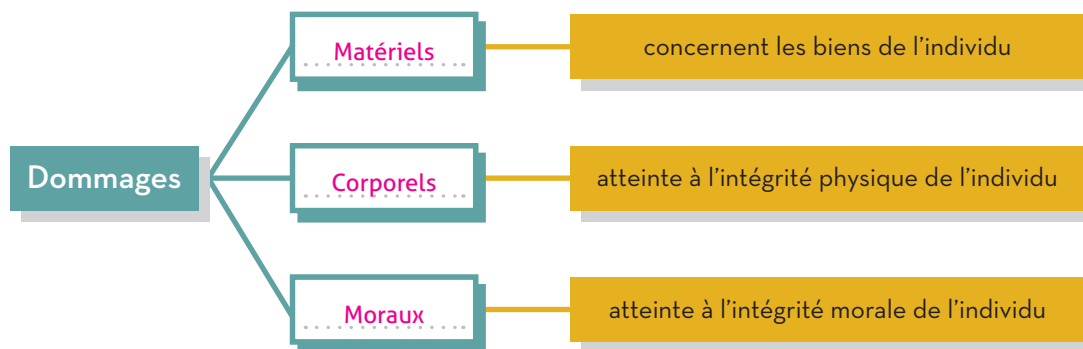 Matériels
concernent les biens de l'individu
Dommages
Corporels
atteinte à l'intégrité physique de l'individu
Moraux
atteinte à l'intégrité morale de l'individu